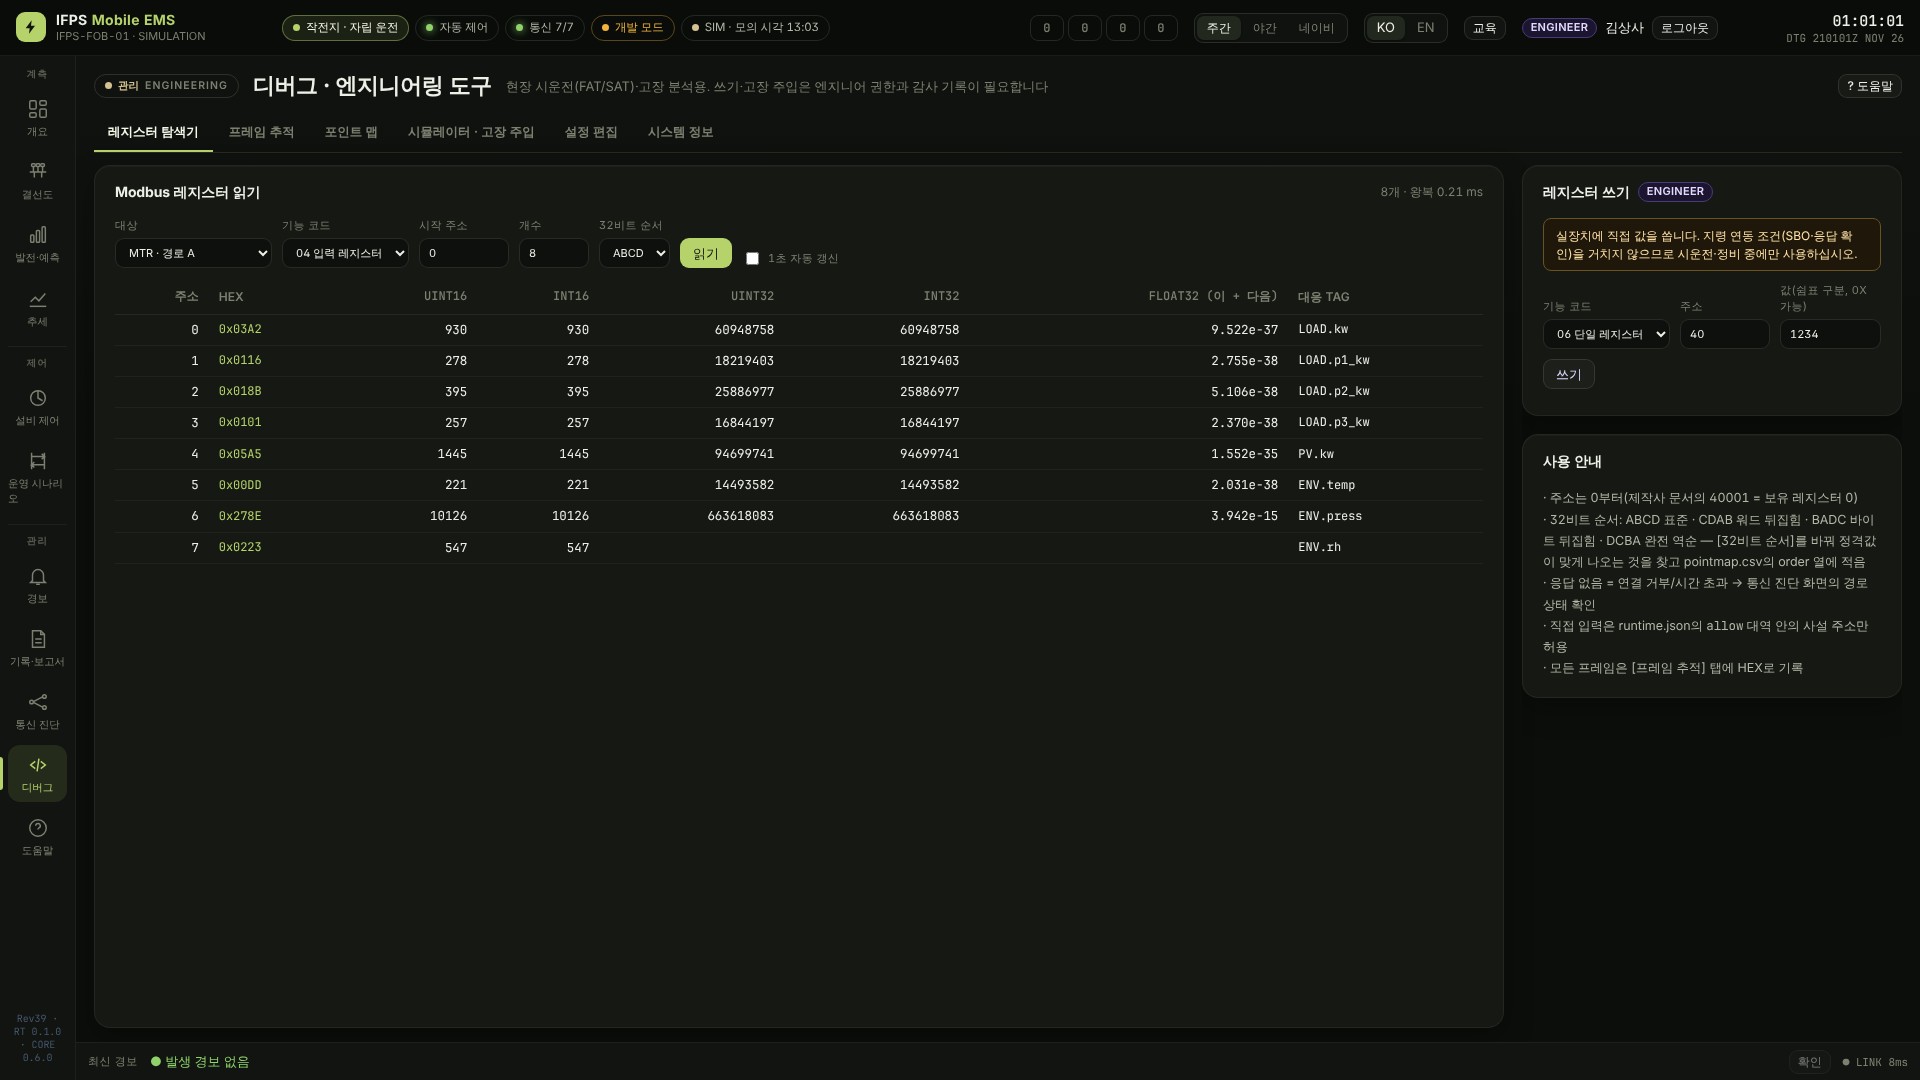 IFPS Mobile EMS
IFPS-FOB-01 · SIMULATION
작전지 · 자립 운전
자동 제어
통신 7/7
개발 모드
SIM · 모의 시각 13:03
0 0 0 0
주간 야간 네이비
KO EN
교육
ENGINEER 김상사 로그아웃
01:01:01
DTG 210101Z NOV 26
계측
개요
결선도
발전·예측
추세
제어
설비 제어
운영 시나리
오
관리
경보
기록·보고서
통신 진단
디버그
도움말
Rev39 ·
RT 0.1.0
· CORE
0.6.0
관리 ENGINEERING
디버그 · 엔지니어링 도구
현장 시운전(FAT/SAT)·고장 분석용. 쓰기·고장 주입은 엔지니어 권한과 감사 기록이 필요합니다
? 도움말
레지스터 탐색기 프레임 추적 포인트 맵 시뮬레이터 · 고장 주입 설정 편집 시스템 정보
Modbus 레지스터 읽기
8개 · 왕복 0.21 ms
대상 기능 코드 시작 주소 개수 32비트 순서
MTR · 경로 A 04 입력 레지스터 0 8 ABCD 읽기 1초 자동 갱신
주소 HEX UINT16 INT16 UINT32 INT32 FLOAT32 (이 + 다음) 대응 TAG
0 0x03A2 930 930 60948758 60948758 9.522e-37 LOAD.kw
1 0x0116 278 278 18219403 18219403 2.755e-38 LOAD.p1_kw
2 0x018B 395 395 25886977 25886977 5.106e-38 LOAD.p2_kw
3 0x0101 257 257 16844197 16844197 2.370e-38 LOAD.p3_kw
4 0x05A5 1445 1445 94699741 94699741 1.552e-35 PV.kw
5 0x00DD 221 221 14493582 14493582 2.031e-38 ENV.temp
6 0x278E 10126 10126 663618083 663618083 3.942e-15 ENV.press
7 0x0223 547 547 ENV.rh
레지스터 쓰기 ENGINEER
실장치에 직접 값을 씁니다. 지령 연동 조건(SBO·응답 확
인)을 거치지 않으므로 시운전·정비 중에만 사용하십시오.
기능 코드 주소 값(쉼표 구분, 0X
가능)
06 단일 레지스터 40 1234
쓰기
사용 안내
· 주소는 0부터(제작사 문서의 40001 = 보유 레지스터 0)
· 32비트 순서: ABCD 표준 · CDAB 워드 뒤집힘 · BADC 바이
트 뒤집힘 · DCBA 완전 역순 — [32비트 순서]를 바꿔 정격값
이 맞게 나오는 것을 찾고 pointmap.csv의 order 열에 적음
· 응답 없음 = 연결 거부/시간 초과 → 통신 진단 화면의 경로
상태 확인
· 직접 입력은 runtime.json의 allow 대역 안의 사설 주소만
허용
· 모든 프레임은 [프레임 추적] 탭에 HEX로 기록
최신 경보 발생 경보 없음
확인 LINK 8ms